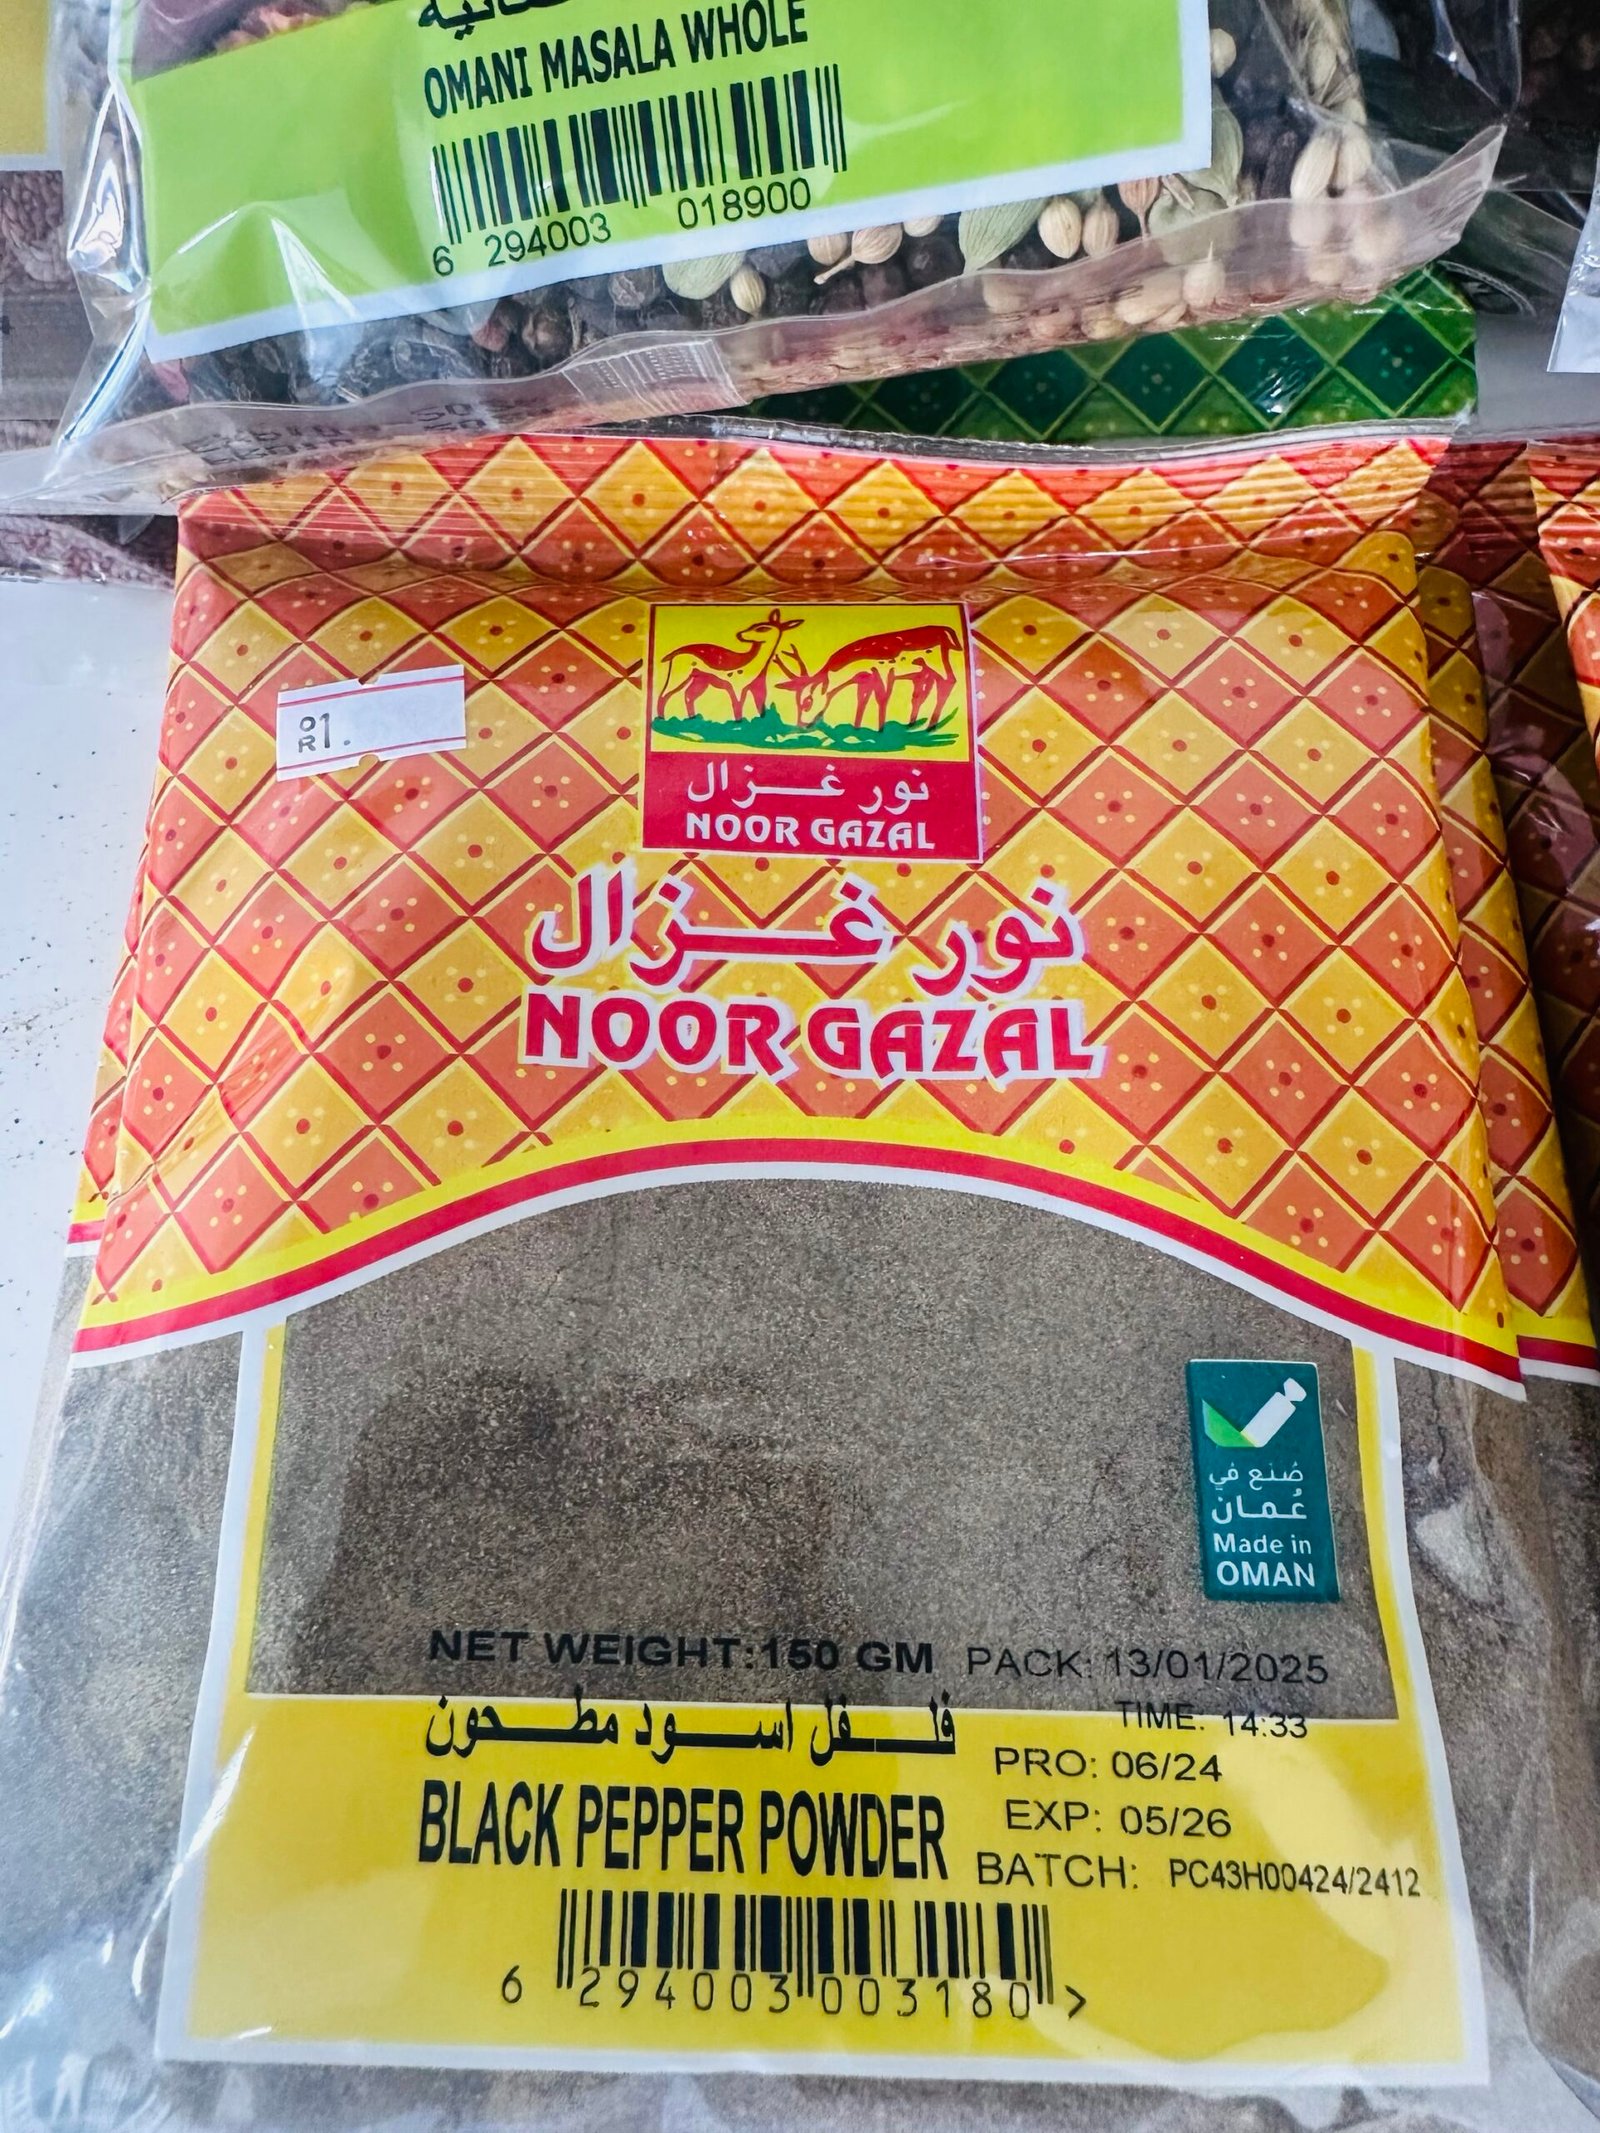 OMANI MASALA WHOLE
6 294003 018900
OR1.
نور غزال
NOOR GAZAL
نور غزال
NOOR GAZAL
صُنع في
عُمان
Made in
OMAN
NET WEIGHT:150 GM
PACK: 13/01/2025
TIME: 14:33
فلفل اسود مطحون
PRO: 06/24
BLACK PEPPER POWDER
EXP: 05/26
BATCH: PC43H00424/2412
6 294003 003180 >